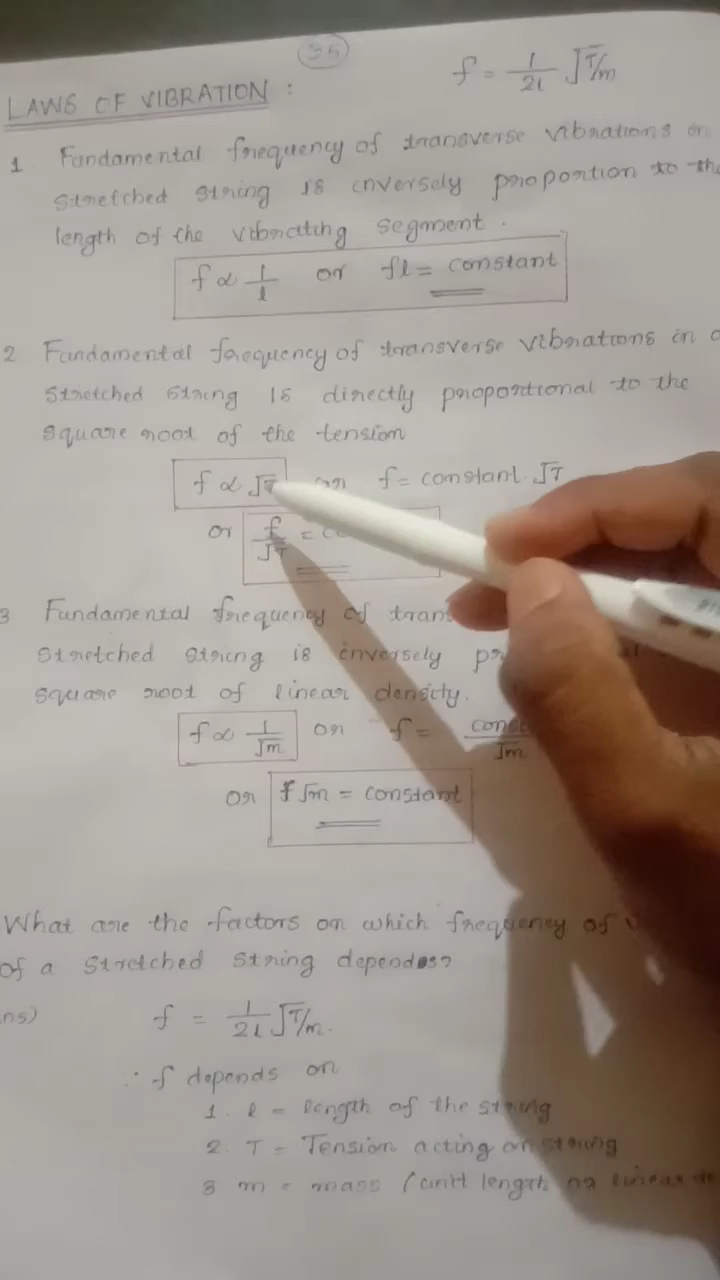 35
f = 1/2l √T/m
LAWS OF VIBRATION :
1 Fundamental frequency of transverse vibrations in
stretched string is inversely proportion to the
length of the vibrating segment.
f ∝ 1/l or fl = constant
2 Fundamental frequency of transverse vibrations in a
stretched string is directly proportional to the
square root of the tension
f ∝ √T or f = constant. √T
or f/√T =
3 Fundamental frequency of
stretched string is inversely
square root of linear density.
f ∝ 1/√m or f = /√m
or f √m = constant
What are the factors on which frequency of
of a stretched string dependes?
f = 1/2l √T/m.
∴ f depends on
1. l = length of the string
2. T = Tension acting on string
3 m = mass / unit length or linear